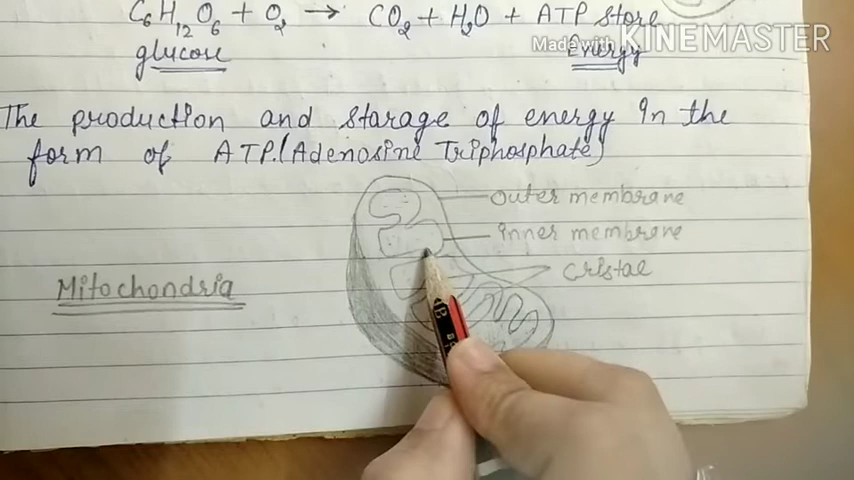 C₆H₁₂O₆ + O₂ → CO₂ + H₂O + ATP store
glucose Energy
Made with KINEMASTER
The production and starage of energy in the
form of ATP. (Adenosine Triphosphate)
outer membrane
inner membrane
cristae
Mitochondria
B